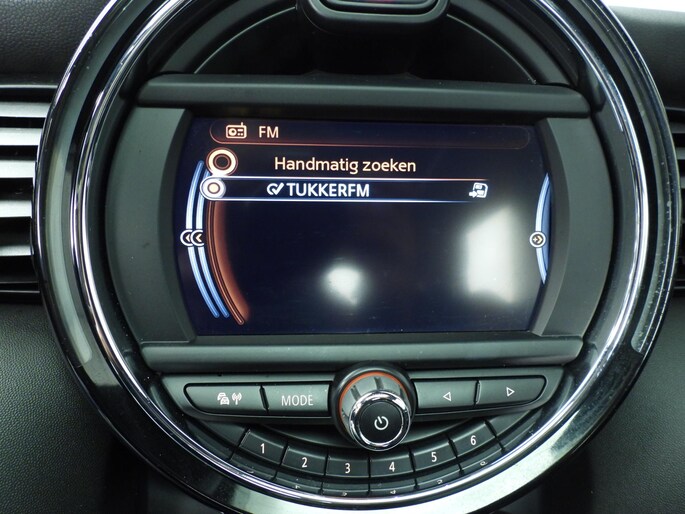 FM
Handmatig zoeken
TUKKERFM
MODE
1 2 3 4 5 6